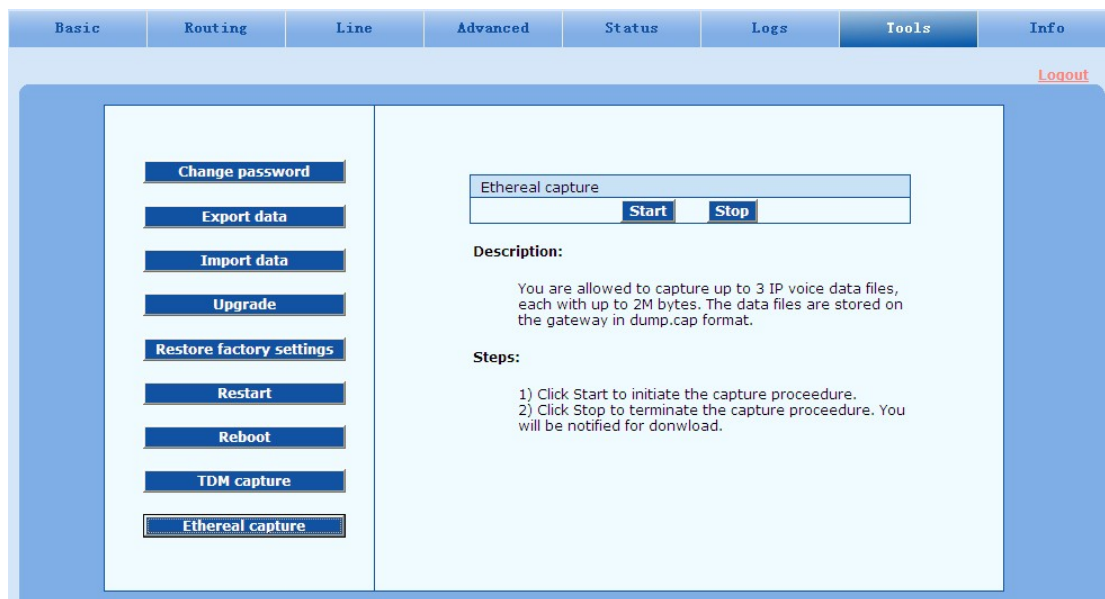 Basic Routing Line Advanced Status Logs Tools Info
Logout
Change password
Export data
Import data
Upgrade
Restore factory settings
Restart
Reboot
TDM capture
Ethereal capture
Ethereal capture
Start Stop
Description:
You are allowed to capture up to 3 IP voice data files,
each with up to 2M bytes. The data files are stored on
the gateway in dump.cap format.
Steps:
1) Click Start to initiate the capture proceedure.
2) Click Stop to terminate the capture proceedure. You
will be notified for donwload.